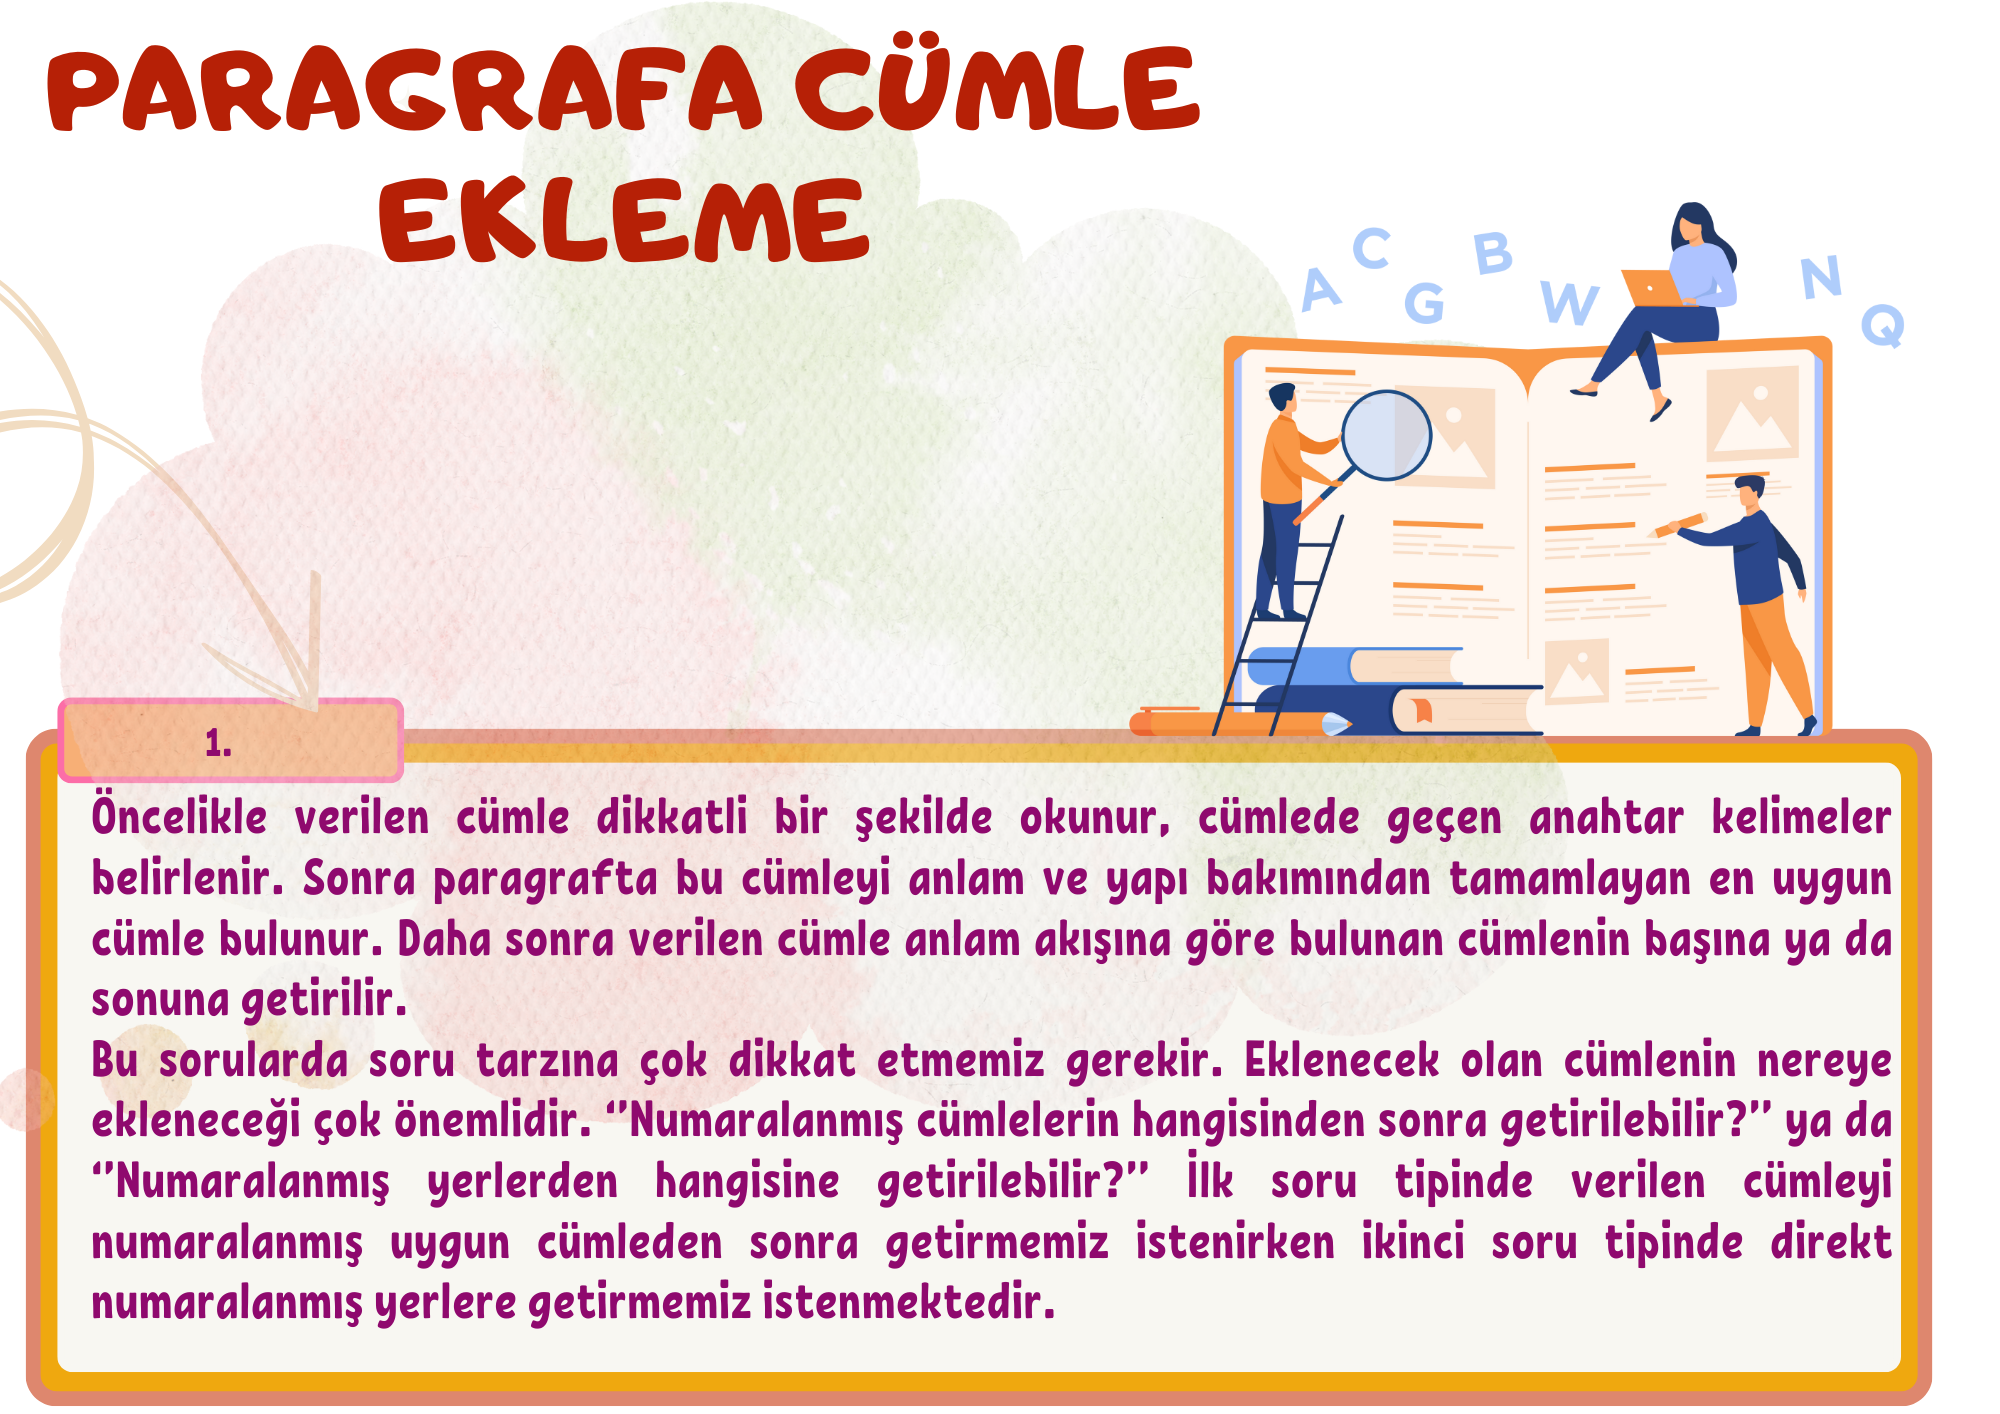 PARAGRAFA CÜMLE
EKLEME
A C G B W N Q
1.
Öncelikle verilen cümle dikkatli bir şekilde okunur, cümlede geçen anahtar kelimeler
belirlenir. Sonra paragrafta bu cümleyi anlam ve yapı bakımından tamamlayan en uygun
cümle bulunur. Daha sonra verilen cümle anlam akışına göre bulunan cümlenin başına ya da
sonuna getirilir.
Bu sorularda soru tarzına çok dikkat etmemiz gerekir. Eklenecek olan cümlenin nereye
ekleneceği çok önemlidir. ‘’Numaralanmış cümlelerin hangisinden sonra getirilebilir?’’ ya da
‘’Numaralanmış yerlerden hangisine getirilebilir?’’ İlk soru tipinde verilen cümleyi
numaralanmış uygun cümleden sonra getirmemiz istenirken ikinci soru tipinde direkt
numaralanmış yerlere getirmemiz istenmektedir.